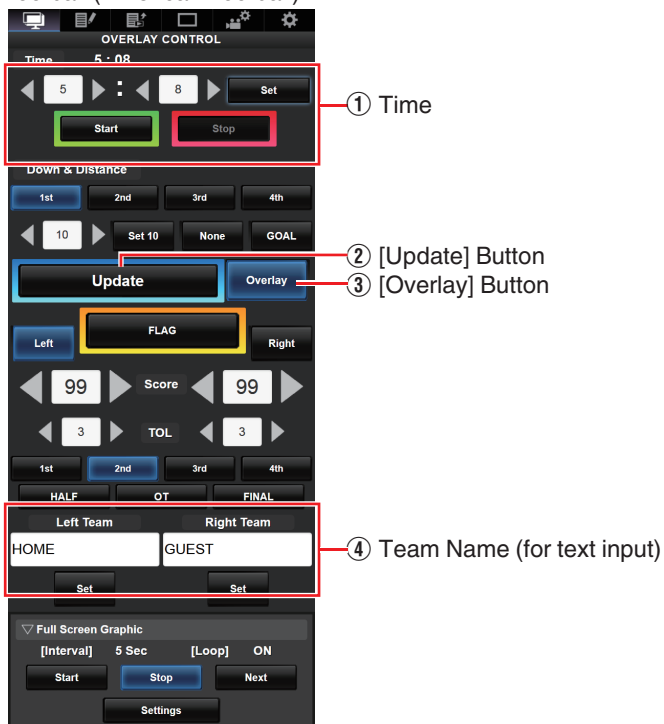 OVERLAY CONTROL
Time 5 : 08
5 : 8 Set
Start Stop
① Time
Down & Distance
1st 2nd 3rd 4th
10 Set 10 None GOAL
② [Update] Button
Update Overlay
③ [Overlay] Button
Left FLAG Right
99 Score 99
3 TOL 3
1st 2nd 3rd 4th
HALF OT FINAL
Left Team Right Team
HOME GUEST
④ Team Name (for text input)
Set Set
▽ Full Screen Graphic
[Interval] 5 Sec [Loop] ON
Start Stop Next
Settings